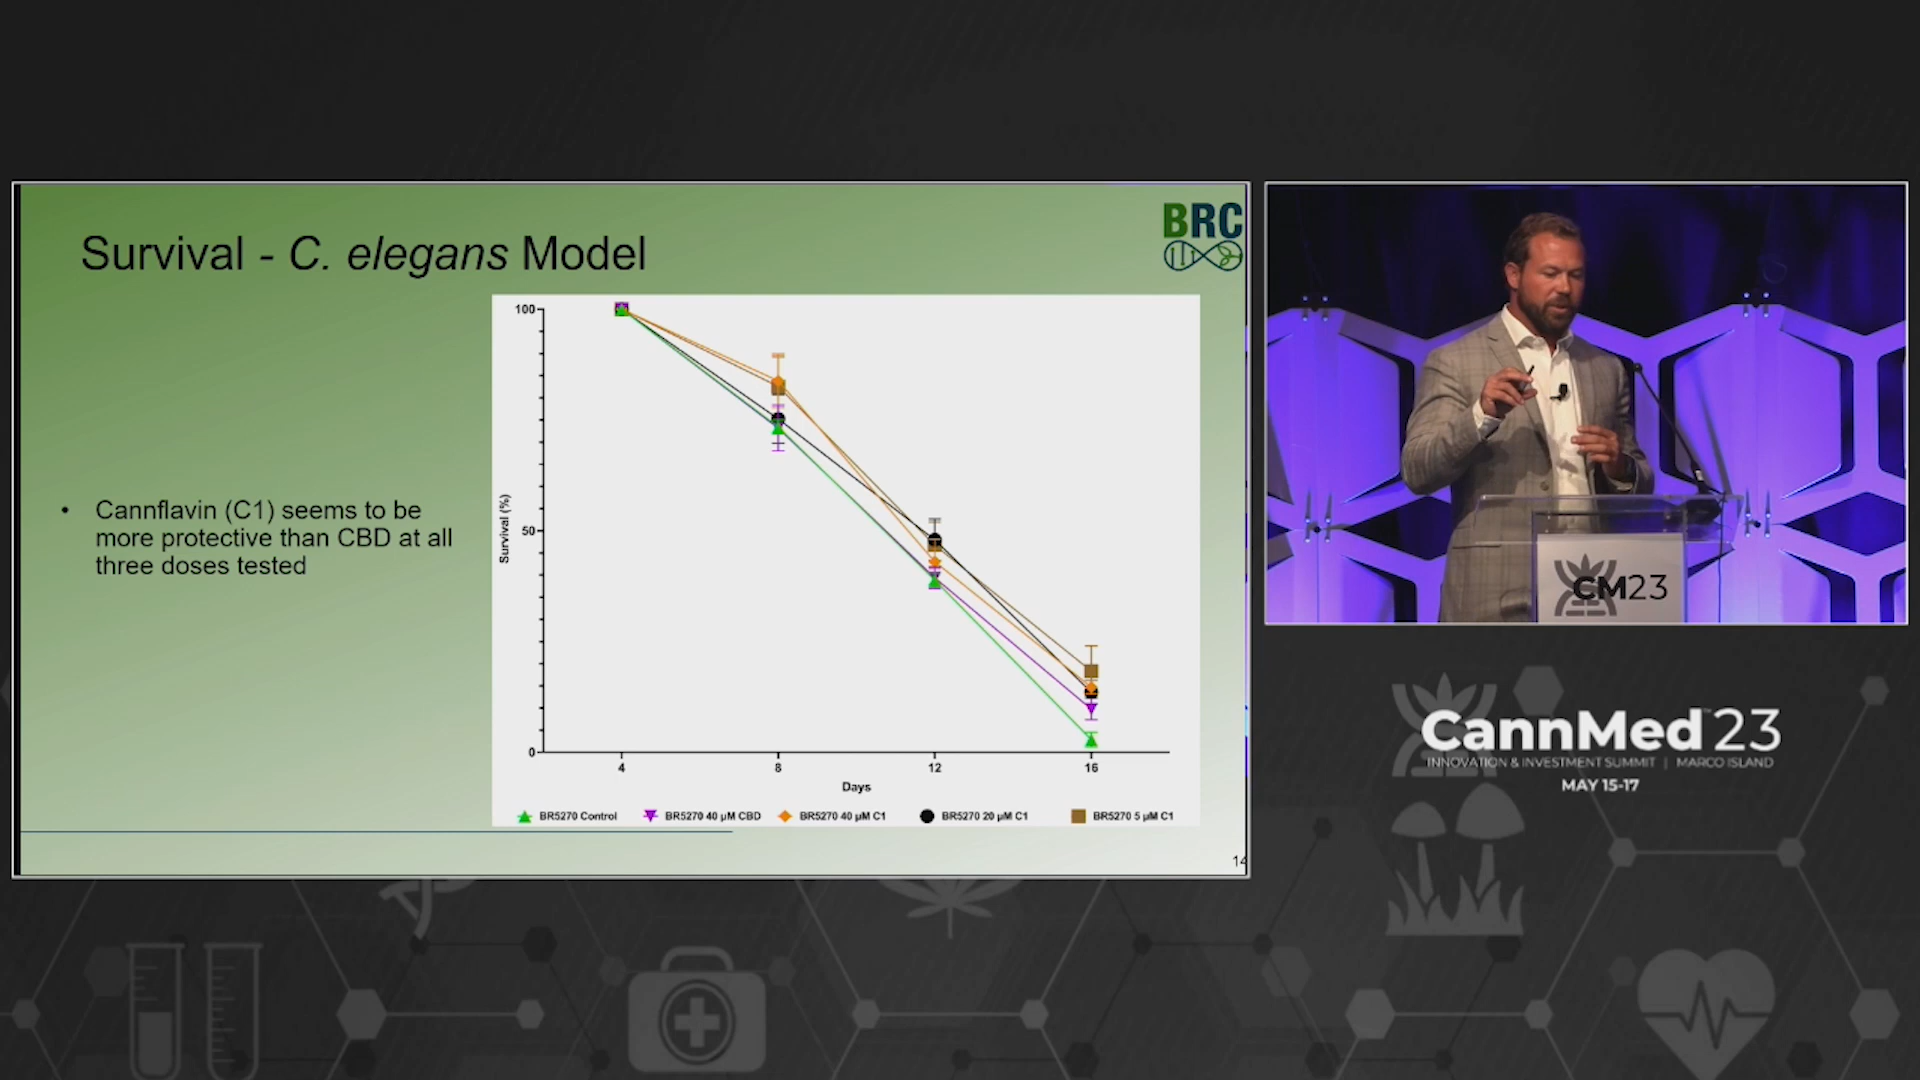 BRC
Survival - C. elegans Model
• Cannflavin (C1) seems to be
more protective than CBD at all
three doses tested
100
50
0
Survival (%)
4 8 12 16
Days
BR5270 Control BR5270 40 µM CBD BR5270 40 µM C1 BR5270 20 µM C1 BR5270 5 µM C1
14
CM23
CannMed 23
INNOVATION & INVESTMENT SUMMIT | MARCO ISLAND
MAY 15-17